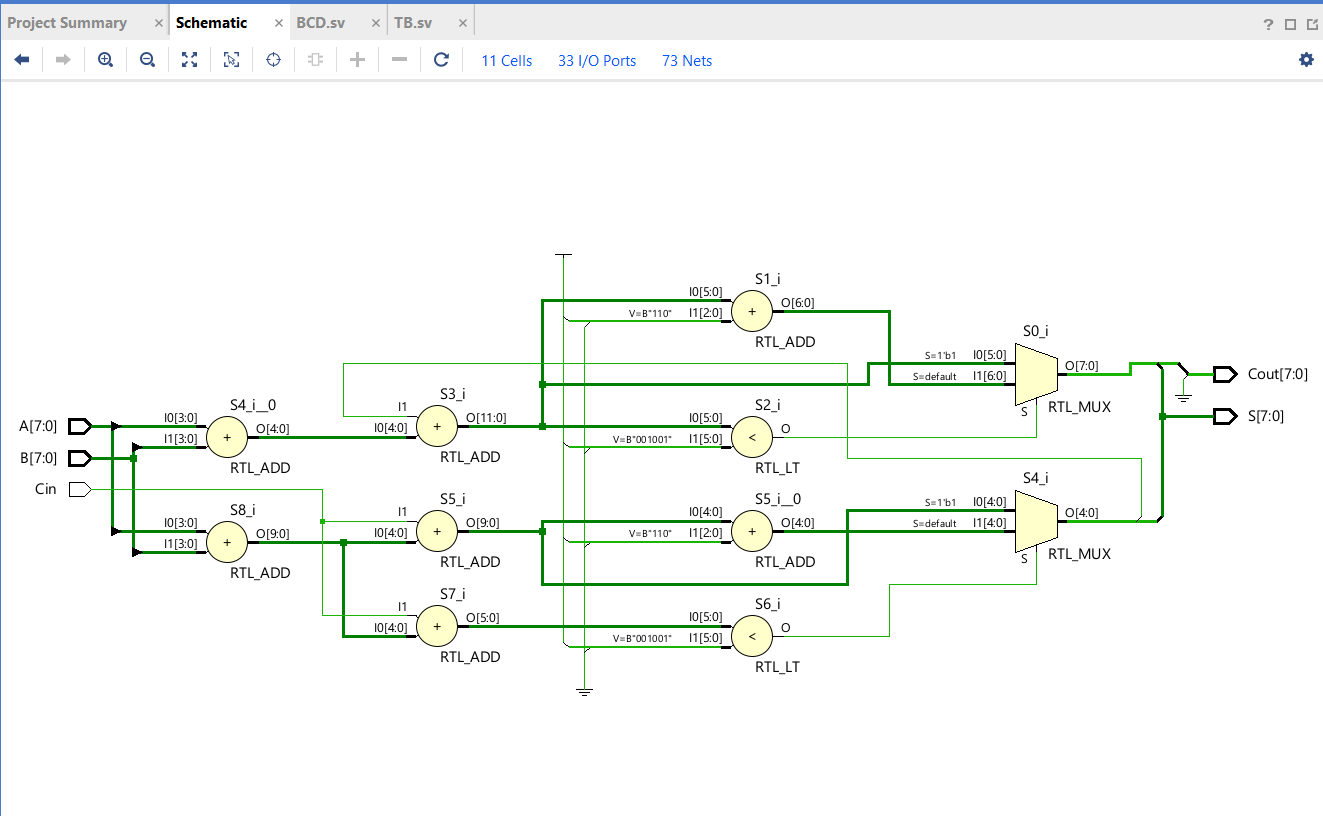 Project Summary × Schematic × BCD.sv × TB.sv × ?
11 Cells 33 I/O Ports 73 Nets
S1_i
I0[5:0] O[6:0]
V=B"110" I1[2:0]
RTL_ADD
S0_i
S=1'b1 I0[5:0] O[7:0]
S=default I1[6:0]
S RTL_MUX
Cout[7:0]
S[7:0]
A[7:0]
B[7:0]
Cin
S4_i__0
I0[3:0] O[4:0]
I1[3:0]
RTL_ADD
S3_i
I1 O[11:0]
I0[4:0]
RTL_ADD
S2_i
I0[5:0] O
V=B"001001" I1[5:0]
RTL_LT
S8_i
I0[3:0] O[9:0]
I1[3:0]
RTL_ADD
S5_i
I1 O[9:0]
I0[4:0]
RTL_ADD
S5_i__0
I0[4:0] O[4:0]
V=B"110" I1[2:0]
RTL_ADD
S4_i
S=1'b1 I0[4:0] O[4:0]
S=default I1[4:0]
S RTL_MUX
S7_i
I1 O[5:0]
I0[4:0]
RTL_ADD
S6_i
I0[5:0] O
V=B"001001" I1[5:0]
RTL_LT